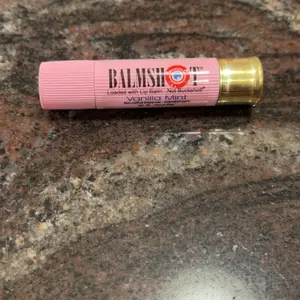 BALMSHOT
Loaded with Lip Balm... Not Buckshot
Vanilla Mint